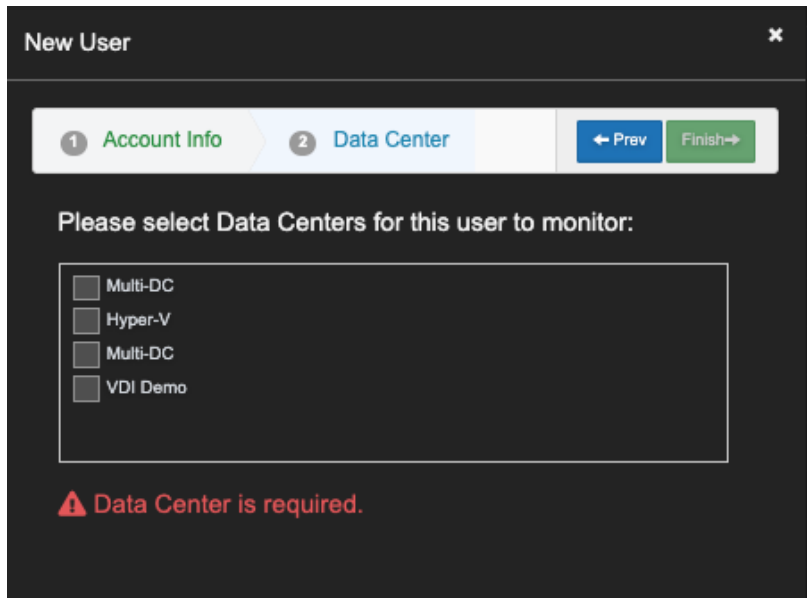 New User ×
1 Account Info 2 Data Center ← Prev Finish→
Please select Data Centers for this user to monitor:
Multi-DC
Hyper-V
Multi-DC
VDI Demo
Data Center is required.